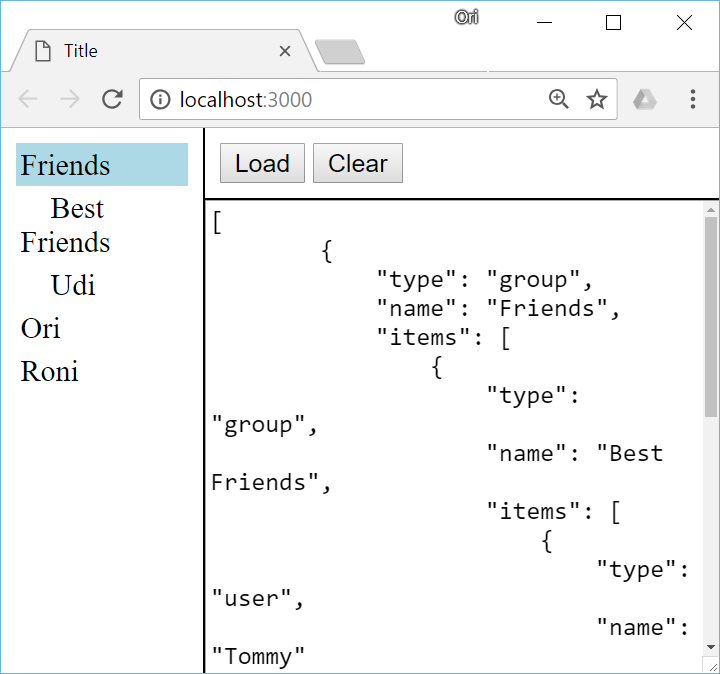 Ori
Title
localhost:3000
Friends
Best
Friends
Udi
Ori
Roni
Load Clear
[
{
"type": "group",
"name": "Friends",
"items": [
{
"type":
"group",
"name": "Best
Friends",
"items": [
{
"type":
"user",
"name":
"Tommy"